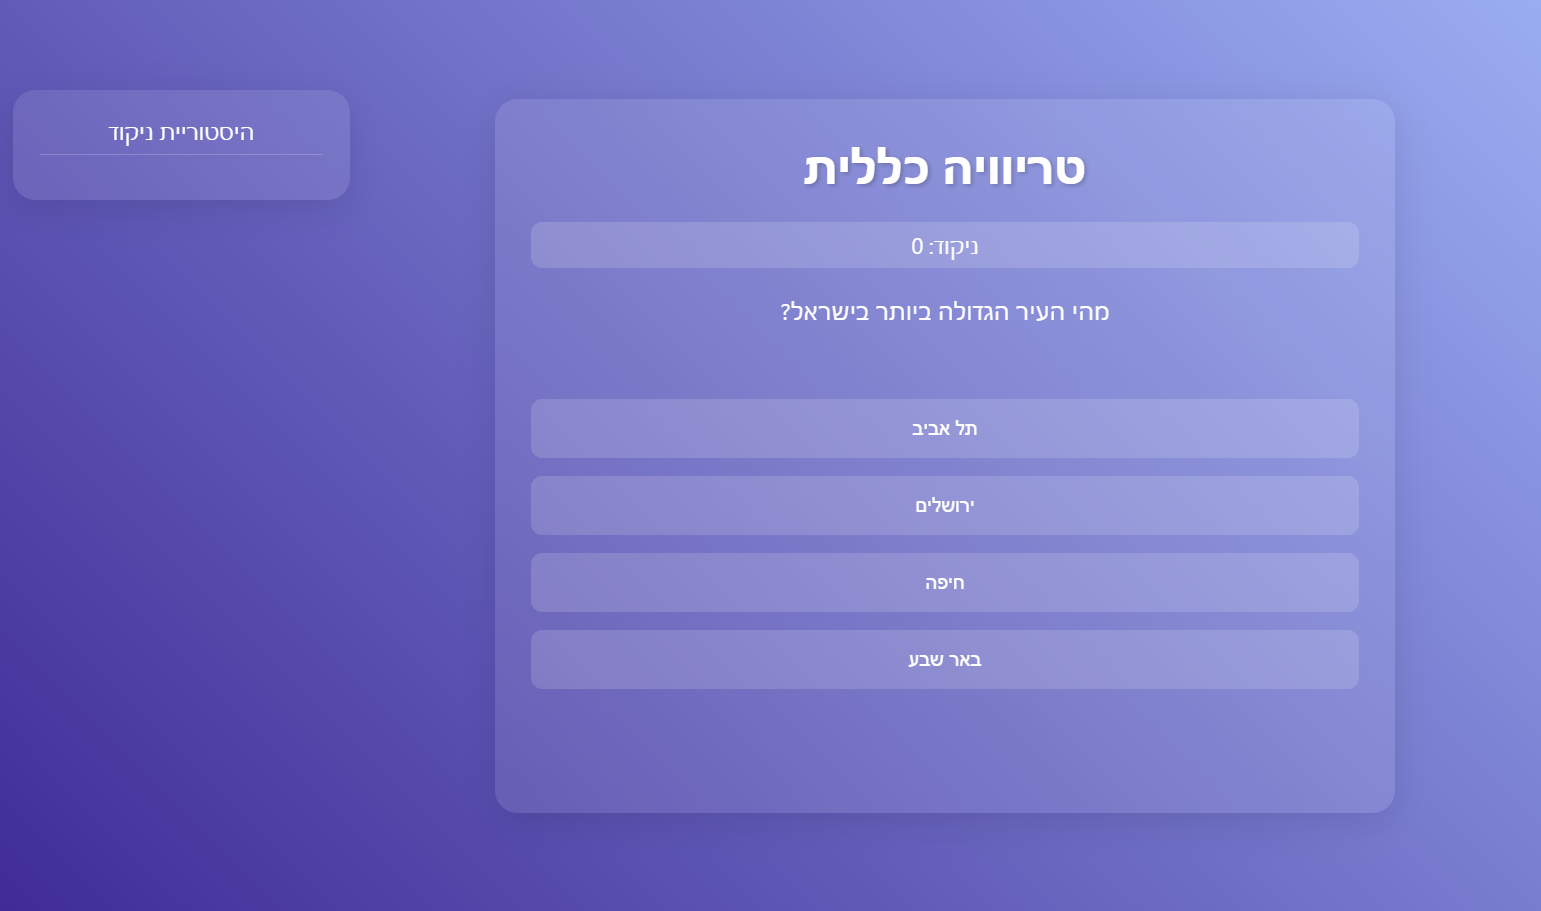 היסטוריית ניקוד
טריוויה כללית
ניקוד: 0
מהי העיר הגדולה ביותר בישראל?
תל אביב
ירושלים
חיפה
באר שבע